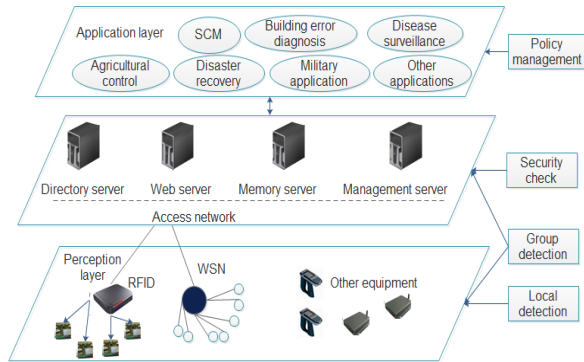 Application layer
SCM
Building error
diagnosis
Disease
surveillance
Agricultural
control
Disaster
recovery
Military
application
Other
applications
Policy
management
Directory server
Web server
Memory server
Management server
Security
check
Access network
Group
detection
Perception
layer
RFID
WSN
Other equipment
Local
detection